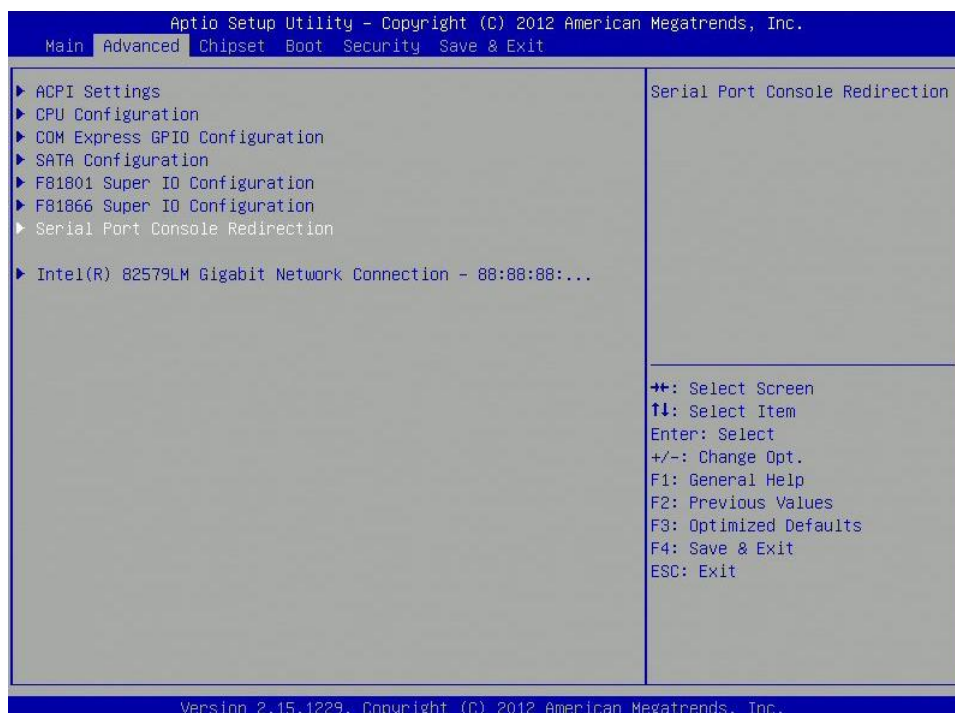 Aptio Setup Utility – Copyright (C) 2012 American Megatrends, Inc.
Main Advanced Chipset Boot Security Save & Exit
▶ ACPI Settings
▶ CPU Configuration
▶ COM Express GPIO Configuration
▶ SATA Configuration
▶ F81801 Super IO Configuration
▶ F81866 Super IO Configuration
▶ Serial Port Console Redirection
▶ Intel(R) 82579LM Gigabit Network Connection – 88:88:88:...
Serial Port Console Redirection
→←: Select Screen
↑↓: Select Item
Enter: Select
+/-: Change Opt.
F1: General Help
F2: Previous Values
F3: Optimized Defaults
F4: Save & Exit
ESC: Exit
Version 2.15.1229. Copyright (C) 2012 American Megatrends, Inc.